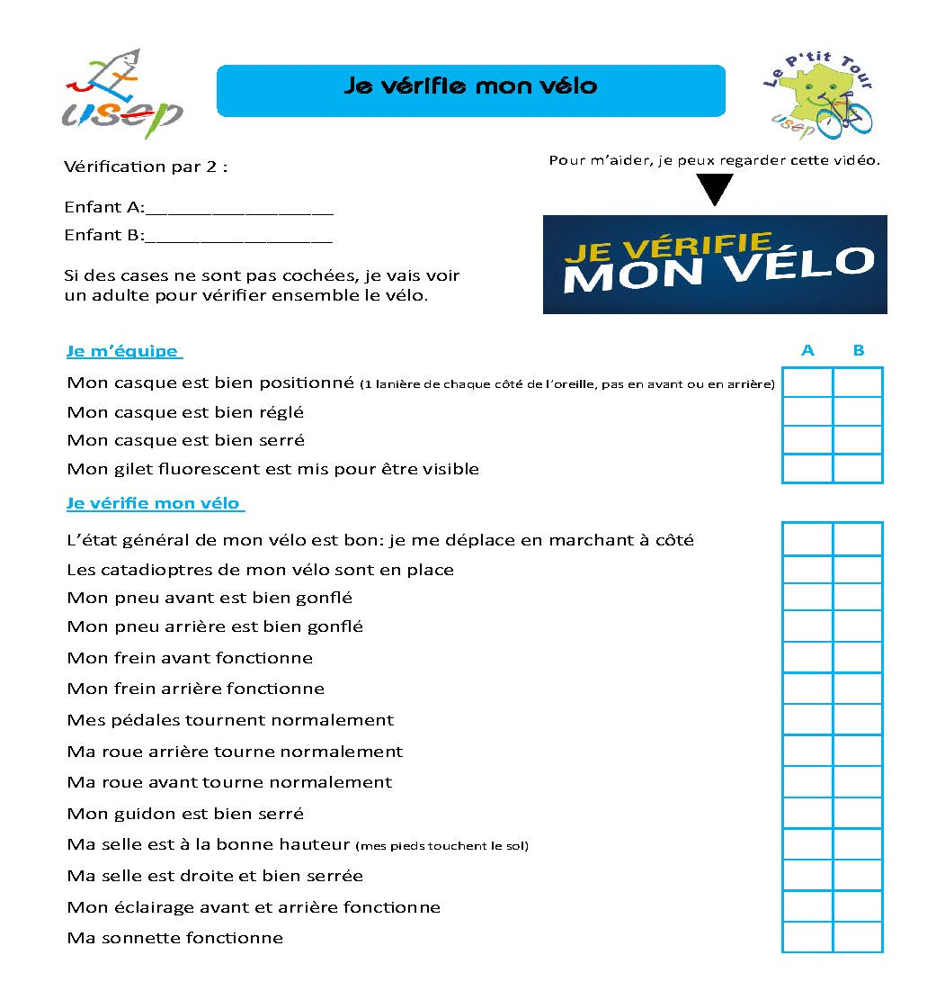 usep
Je vérifie mon vélo
Le P'tit Tour
usep
Vérification par 2 :
Pour m'aider, je peux regarder cette vidéo.
Enfant A:___________________
Enfant B:___________________
JE VÉRIFIE
MON VÉLO
Si des cases ne sont pas cochées, je vais voir
un adulte pour vérifier ensemble le vélo.
Je m'équipe
A B
Mon casque est bien positionné (1 lanière de chaque côté de l'oreille, pas en avant ou en arrière)
Mon casque est bien réglé
Mon casque est bien serré
Mon gilet fluorescent est mis pour être visible
Je vérifie mon vélo
L'état général de mon vélo est bon: je me déplace en marchant à côté
Les catadioptres de mon vélo sont en place
Mon pneu avant est bien gonflé
Mon pneu arrière est bien gonflé
Mon frein avant fonctionne
Mon frein arrière fonctionne
Mes pédales tournent normalement
Ma roue arrière tourne normalement
Ma roue avant tourne normalement
Mon guidon est bien serré
Ma selle est à la bonne hauteur (mes pieds touchent le sol)
Ma selle est droite et bien serrée
Mon éclairage avant et arrière fonctionne
Ma sonnette fonctionne